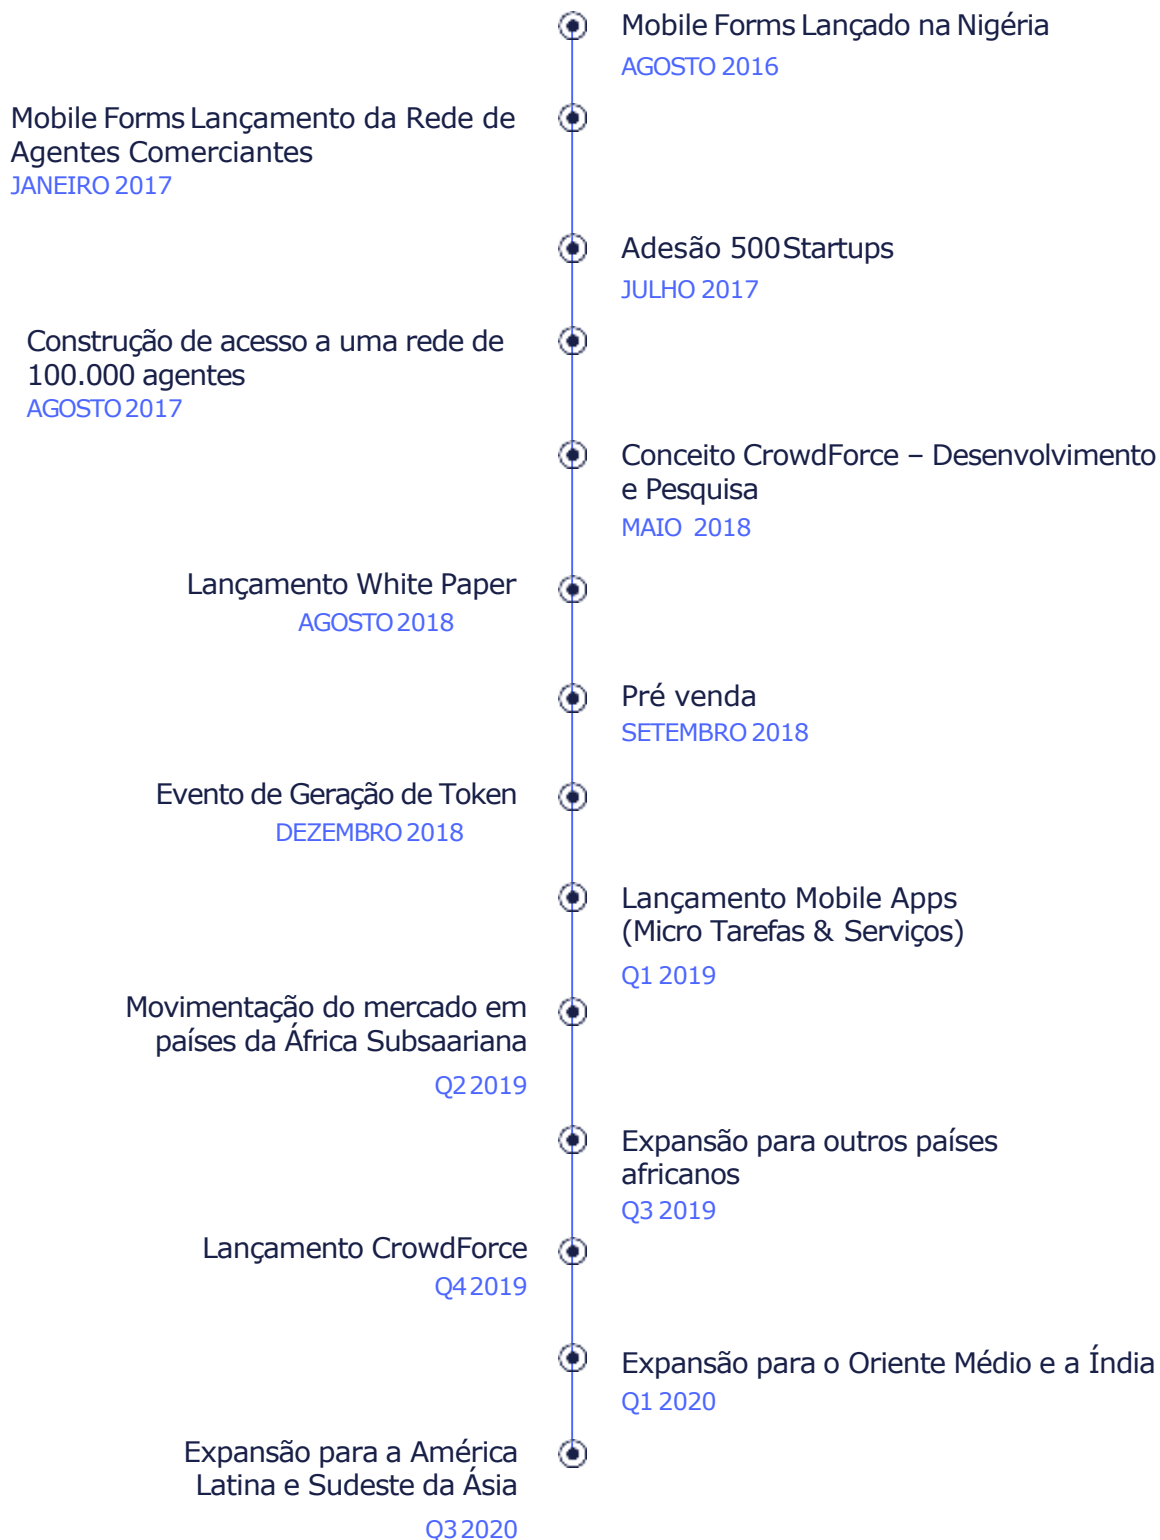 Mobile Forms Lançado na Nigéria
AGOSTO 2016
Mobile Forms Lançamento da Rede de
Agentes Comerciantes
JANEIRO 2017
Adesão 500Startups
JULHO 2017
Construção de acesso a uma rede de
100.000 agentes
AGOSTO 2017
Conceito CrowdForce – Desenvolvimento
e Pesquisa
MAIO 2018
Lançamento White Paper
AGOSTO 2018
Pré venda
SETEMBRO 2018
Evento de Geração de Token
DEZEMBRO 2018
Lançamento Mobile Apps
(Micro Tarefas & Serviços)
Q1 2019
Movimentação do mercado em
países da África Subsaariana
Q2 2019
Expansão para outros países
africanos
Q3 2019
Lançamento CrowdForce
Q4 2019
Expansão para o Oriente Médio e a Índia
Q1 2020
Expansão para a América
Latina e Sudeste da Ásia
Q3 2020